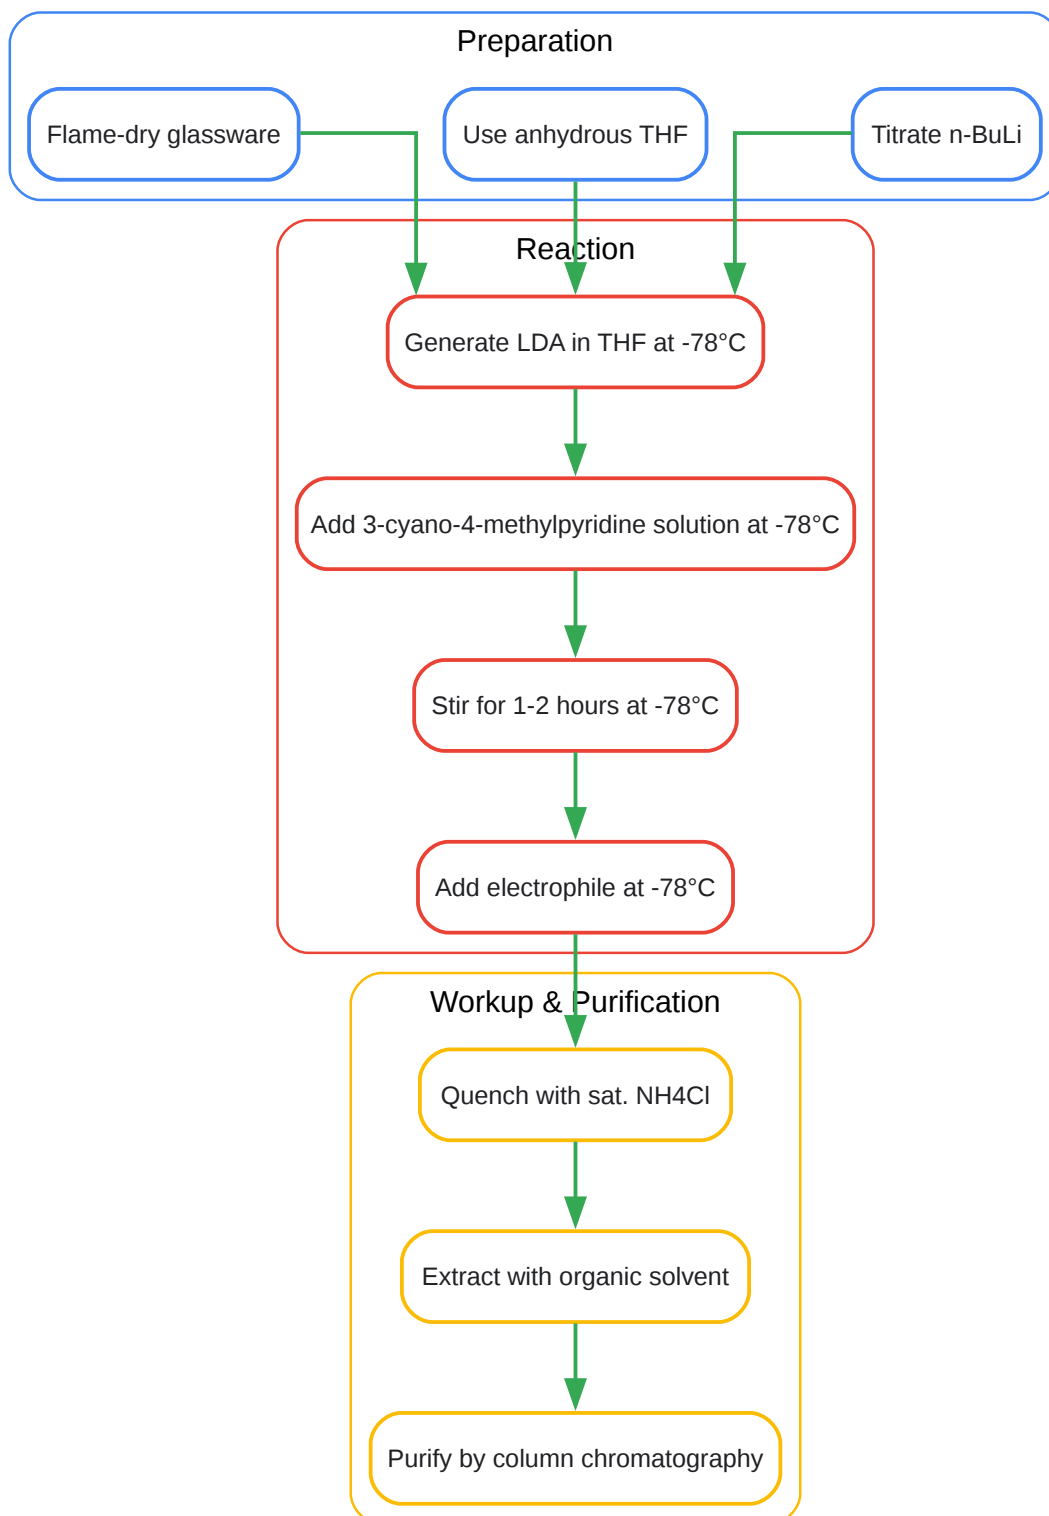 Preparation
Flame-dry glassware
Use anhydrous THF
Titrate n-BuLi
Reaction
Generate LDA in THF at -78°C
Add 3-cyano-4-methylpyridine solution at -78°C
Stir for 1-2 hours at -78°C
Add electrophile at -78°C
Workup & Purification
Quench with sat. NH4Cl
Extract with organic solvent
Purify by column chromatography